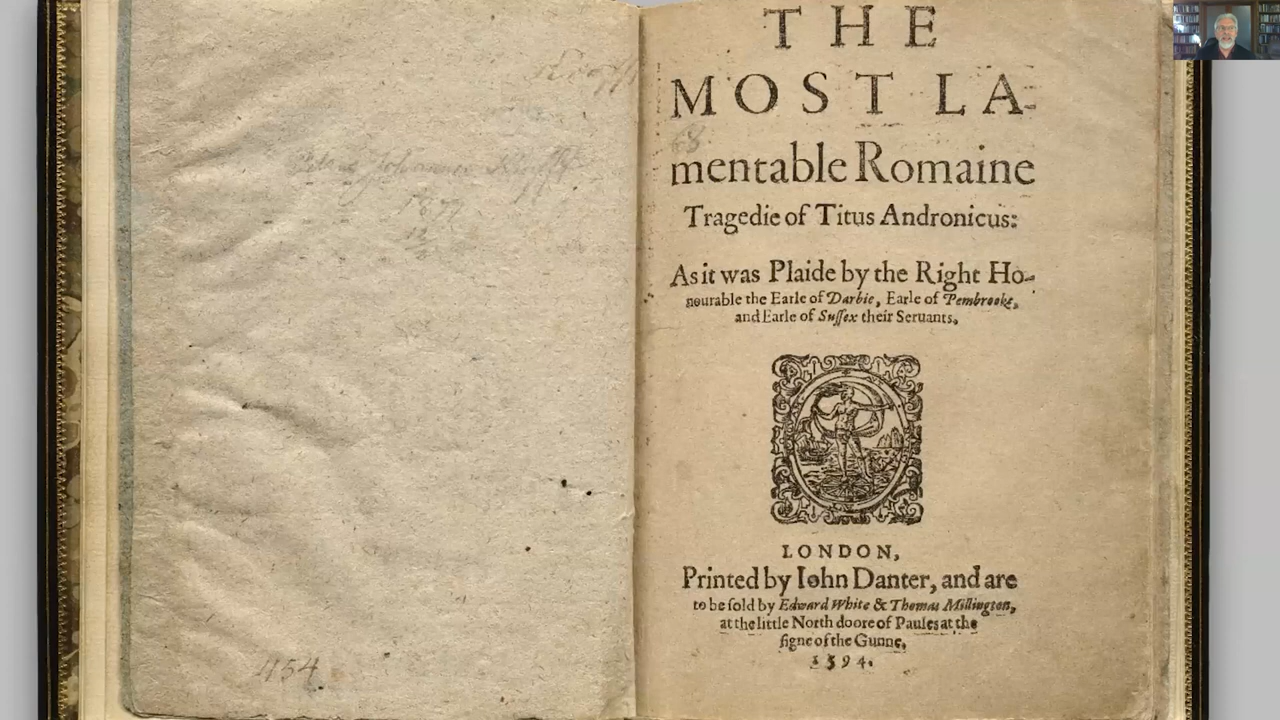 1871
454
68
THE
MOST LA-
mentable Romaine
Tragedie of Titus Andronicus:
As it was Plaide by the Right Ho-
nourable the Earle of Darbie, Earle of Pembrooke,
and Earle of Suſſex their Seruants,
LONDON,
Printed by Iohn Danter, and are
to be ſold by Edward White & Thomas Millington,
at the little North doore of Paules at the
ſigne of the Gunne,
1594.